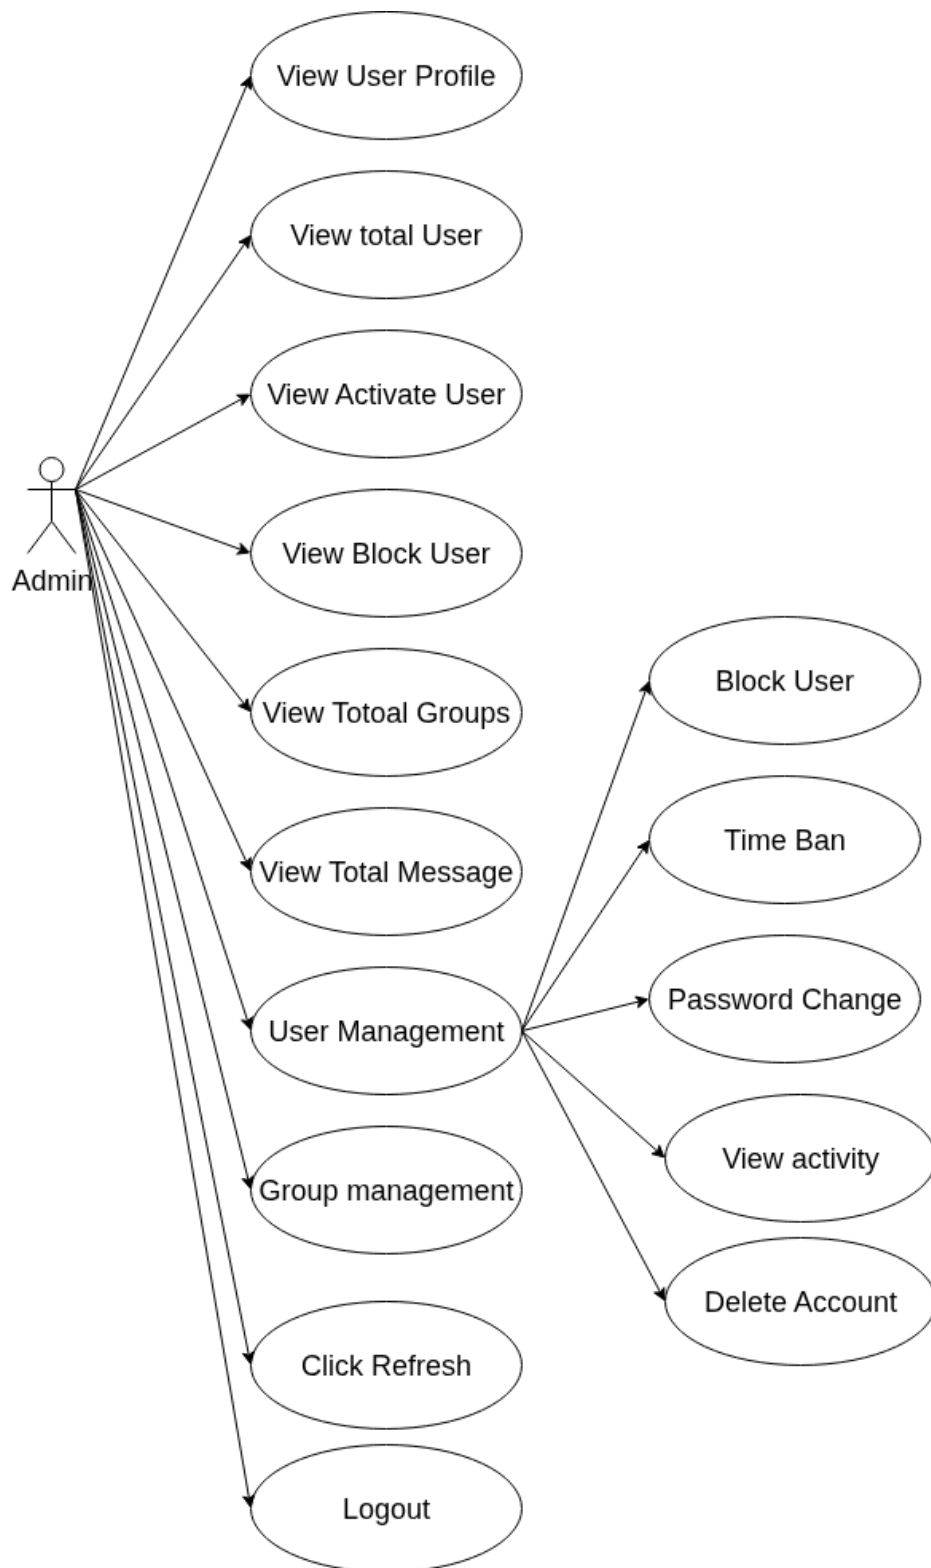 View User Profile
View total User
View Activate User
View Block User
Admin
View Totoal Groups
View Total Message
User Management
Group management
Click Refresh
Logout
Block User
Time Ban
Password Change
View activity
Delete Account